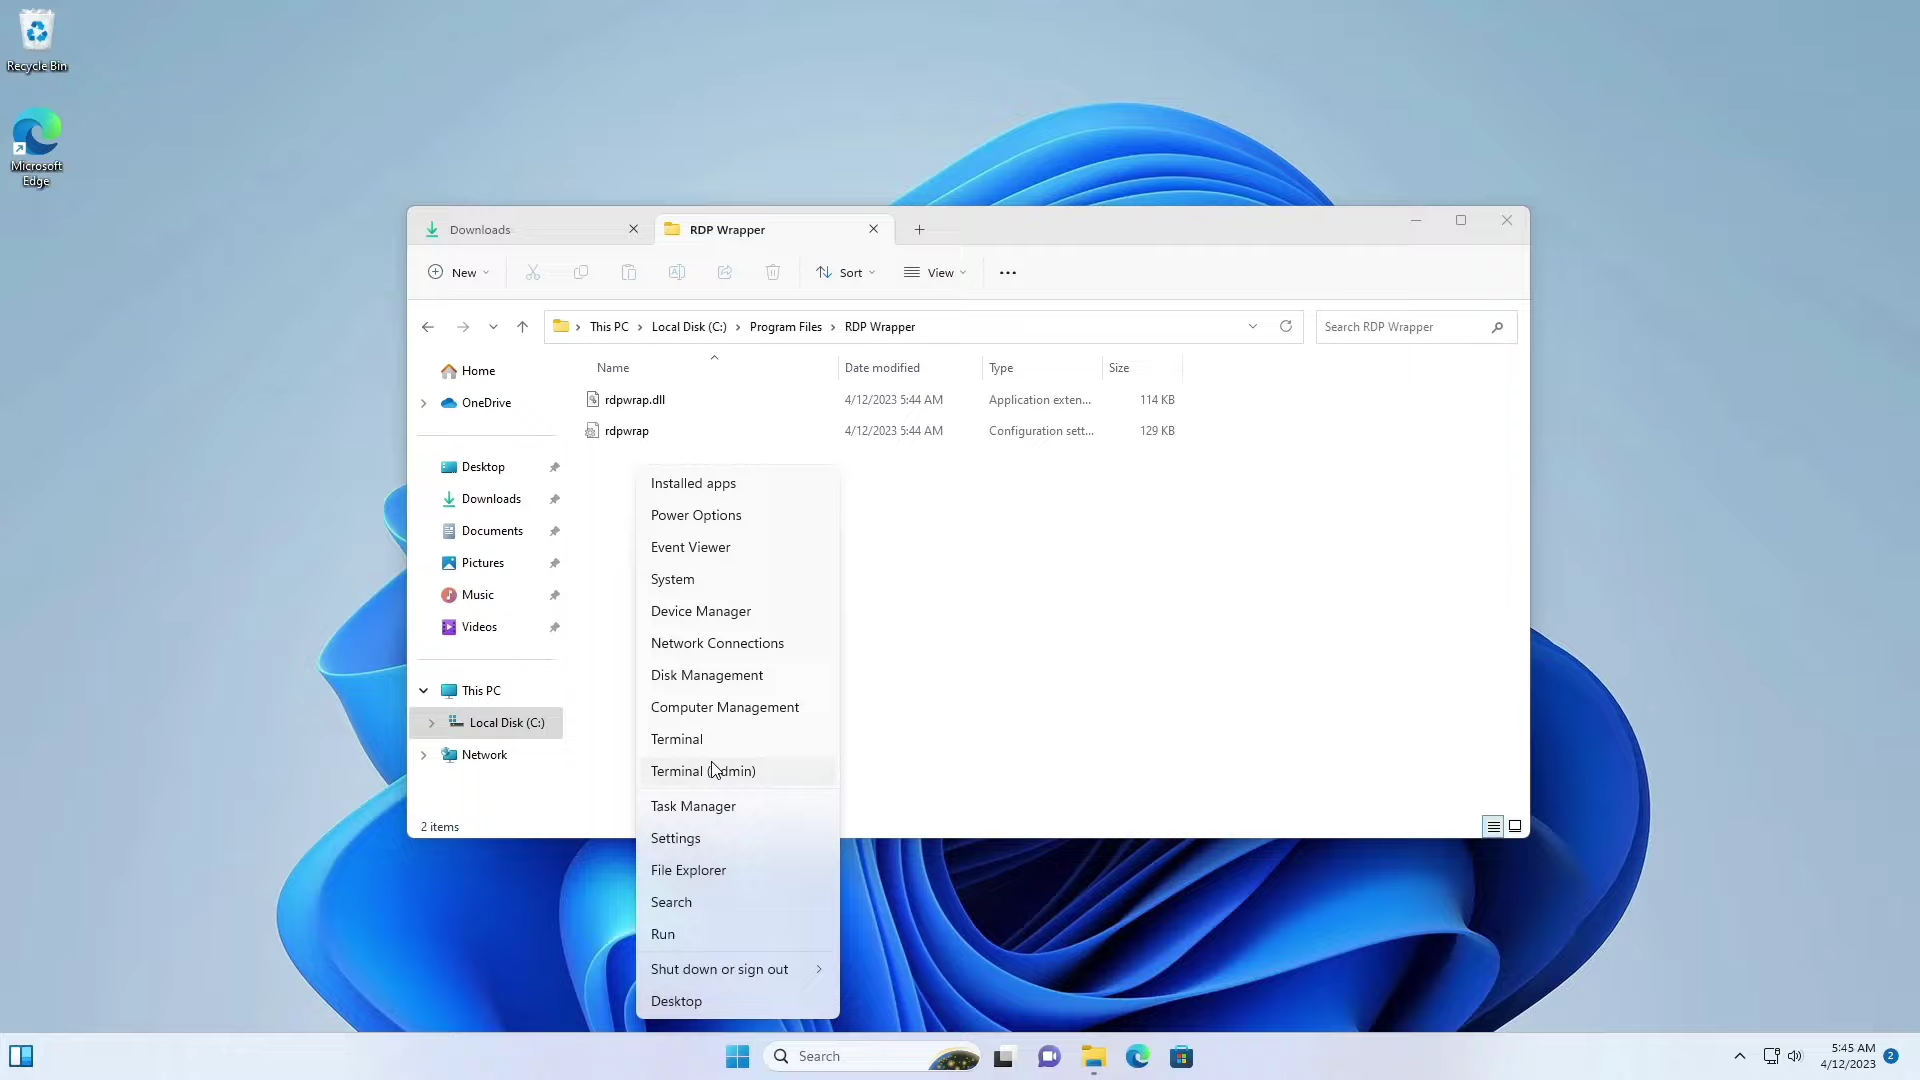 Recycle Bin
Microsoft
Edge
Downloads
RDP Wrapper
New
Sort
View
This PC
Local Disk (C:)
Program Files
RDP Wrapper
Search RDP Wrapper
Home
OneDrive
Desktop
Downloads
Documents
Pictures
Music
Videos
This PC
Local Disk (C:)
Network
Name
Date modified
Type
Size
rdpwrap.dll
4/12/2023 5:44 AM
Application exten...
114 KB
rdpwrap
4/12/2023 5:44 AM
Configuration sett...
129 KB
Installed apps
Power Options
Event Viewer
System
Device Manager
Network Connections
Disk Management
Computer Management
Terminal
Terminal (Admin)
Task Manager
Settings
File Explorer
Search
Run
Shut down or sign out
Desktop
2 items
Search
5:45 AM
4/12/2023
2